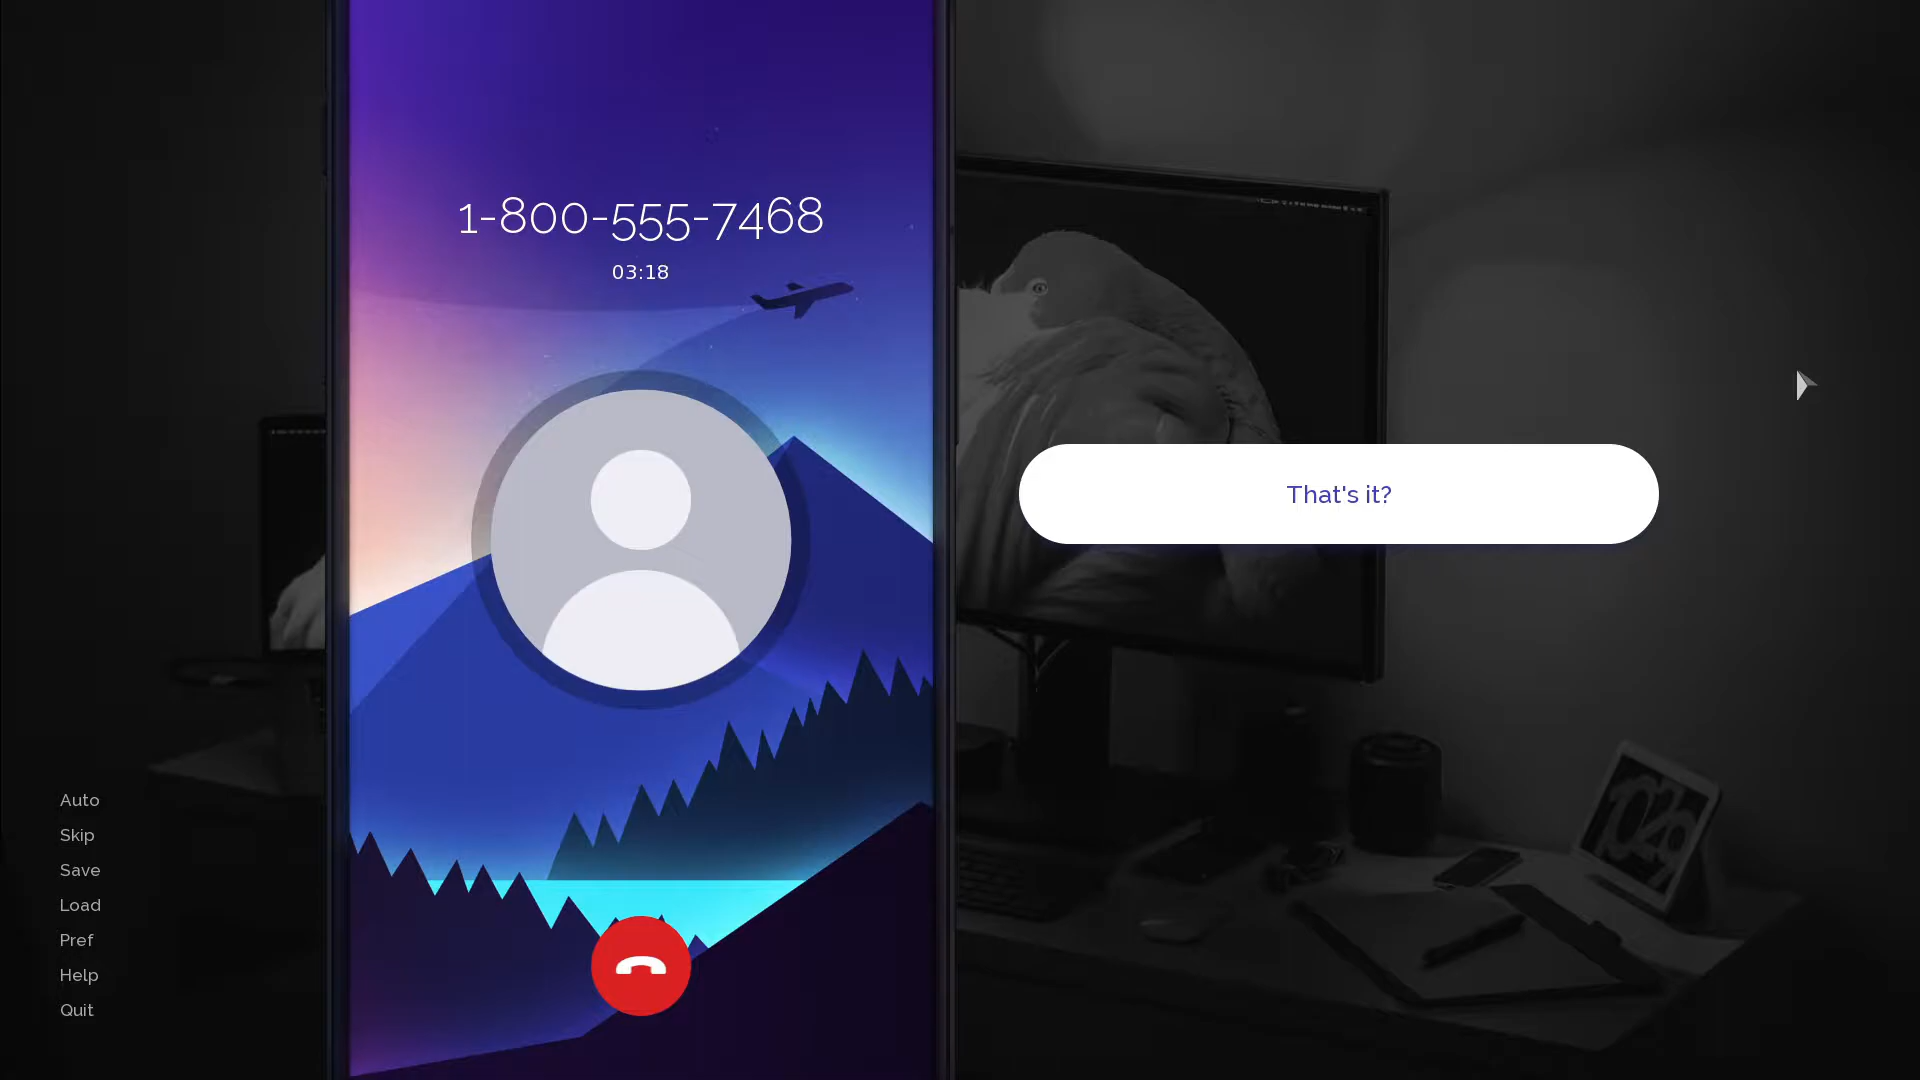 1-800-555-7468
03:18
That's it?
Auto
Skip
Save
Load
Pref
Help
Quit